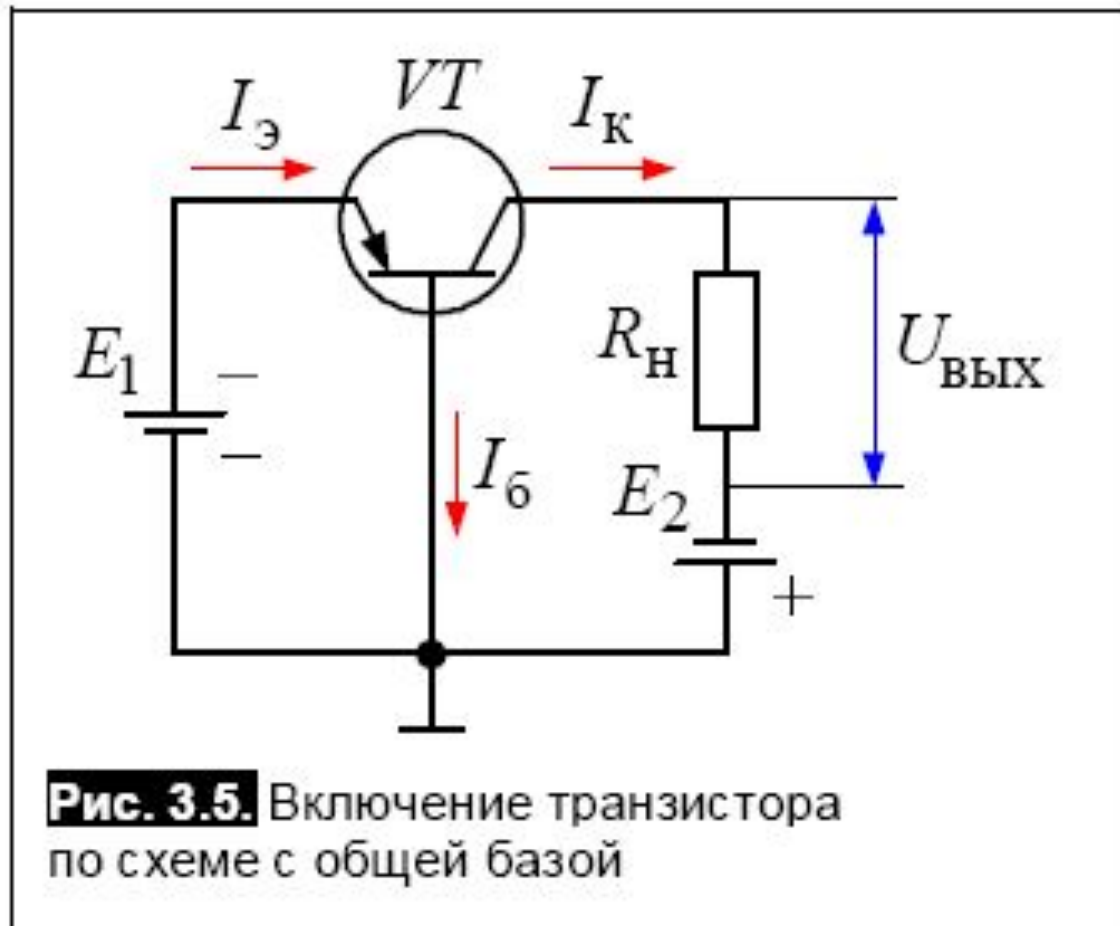 VT
Iэ
Iк
E1
−
−
Rн
Uвых
Iб
E2
+
Рис. 3.5. Включение транзистора
по схеме с общей базой